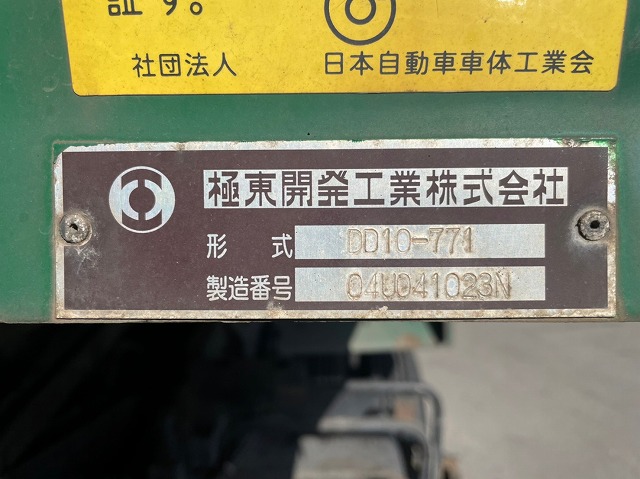 証す。
社団法人 日本自動車車体工業会
極東開発工業株式会社
形式 DD10-771
製造番号 04U041023N